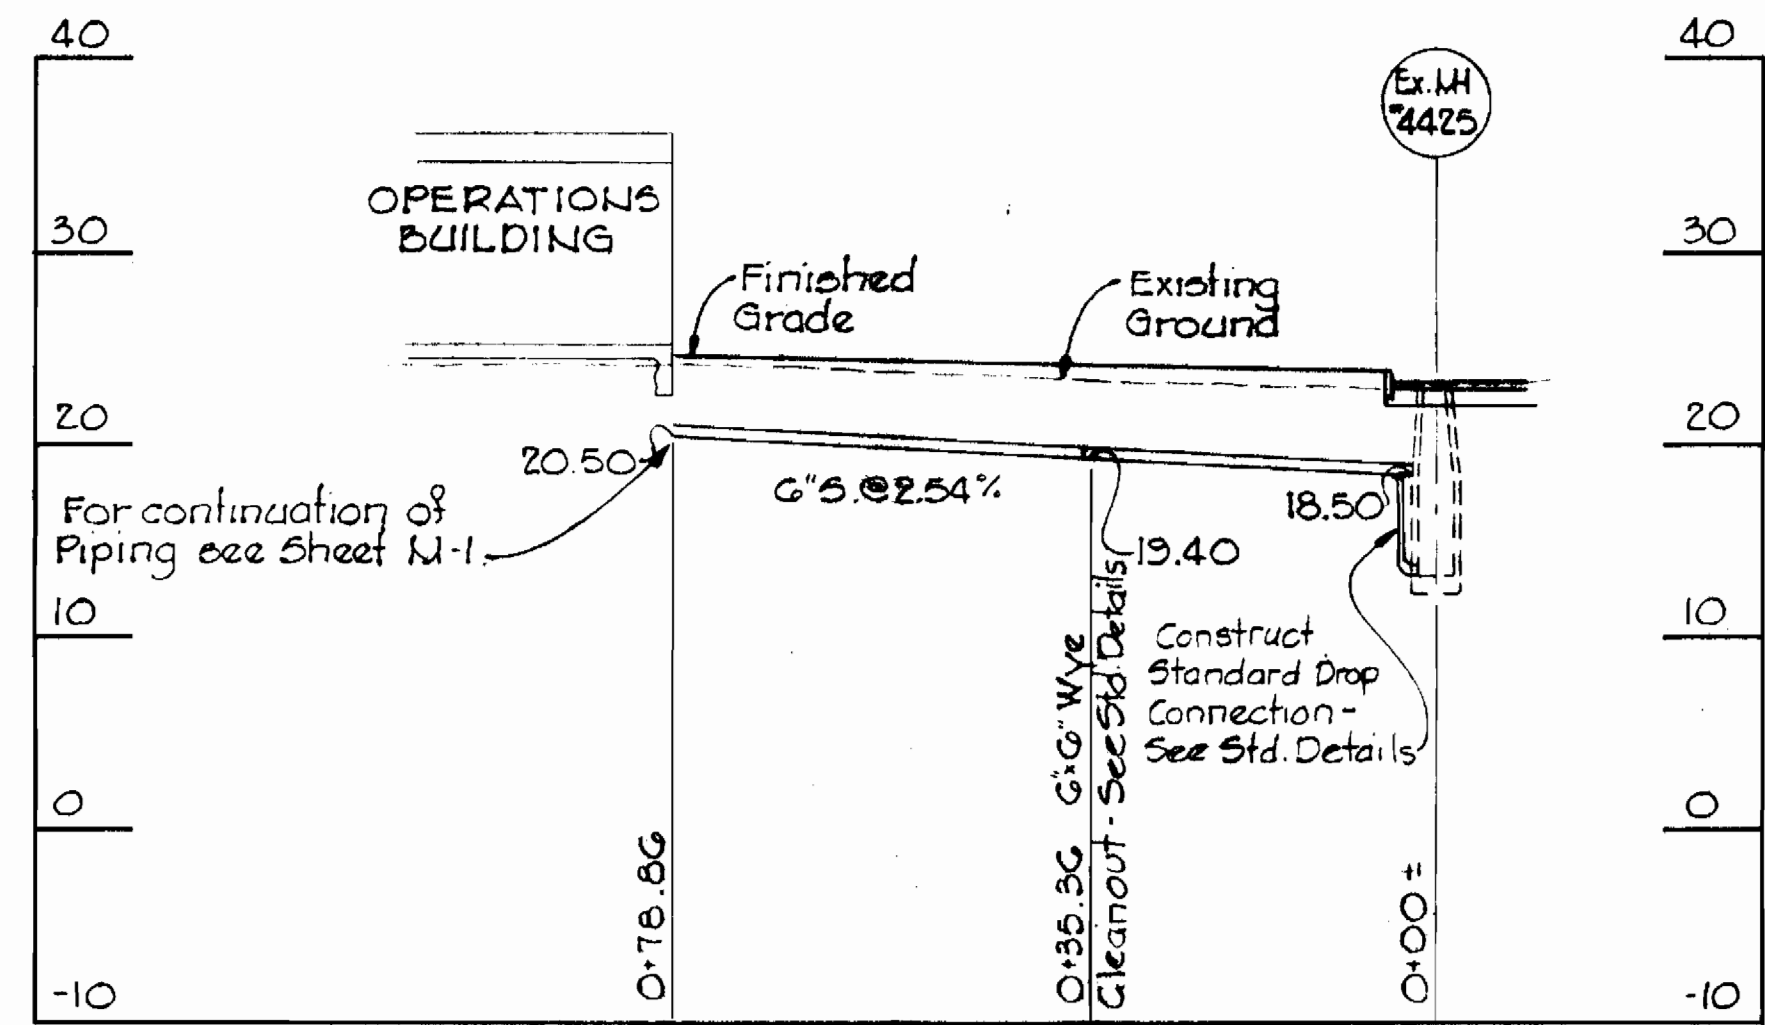 40
40
Ex. MH
#4425
OPERATIONS
BUILDING
30
30
Finished
Grade
Existing
Ground
20
20
20.50
6"S.@2.54%
18.50
For continuation of
Piping see Sheet M-1.
19.40
10
10
Construct
Standard Drop
Connection-
See Std. Details
0
0
0+78.86
0+35.36 6"x6" Wye
Cleanout - See Std. Details
0+00 ±
-10
-10